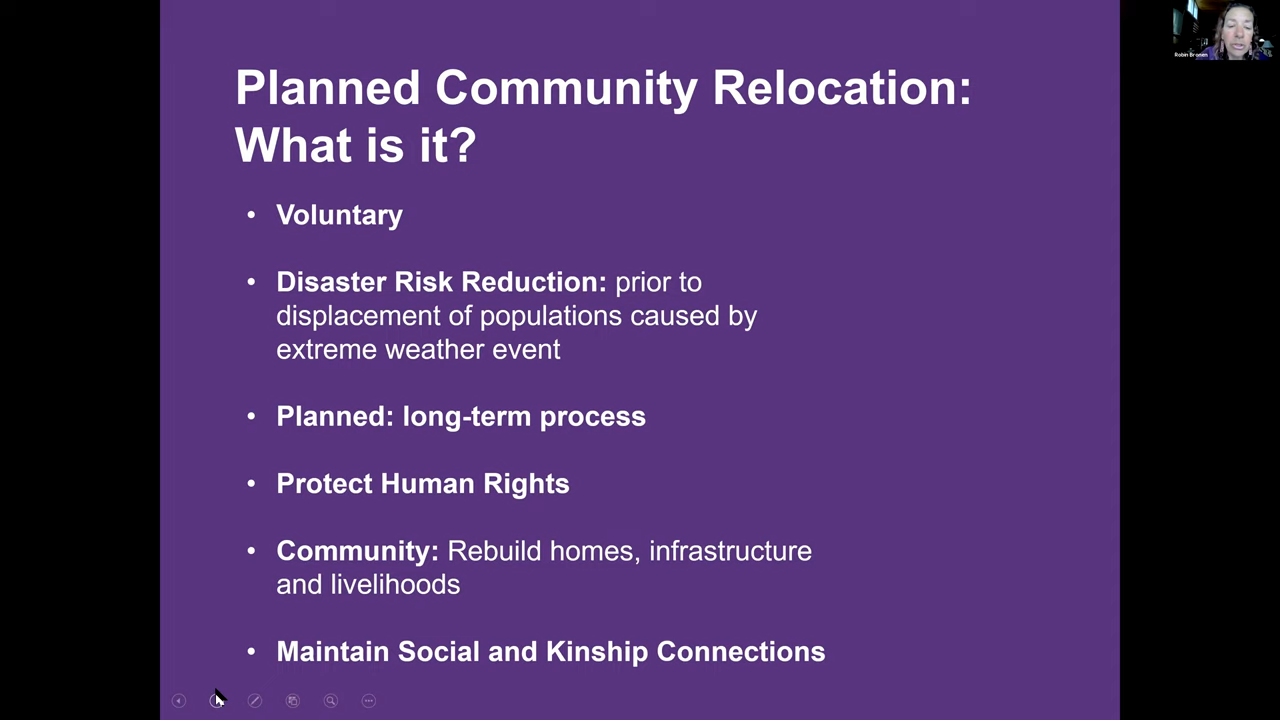 Planned Community Relocation:
What is it?
• Voluntary
• Disaster Risk Reduction: prior to
displacement of populations caused by
extreme weather event
• Planned: long-term process
• Protect Human Rights
• Community: Rebuild homes, infrastructure
and livelihoods
• Maintain Social and Kinship Connections
Robin Bronen